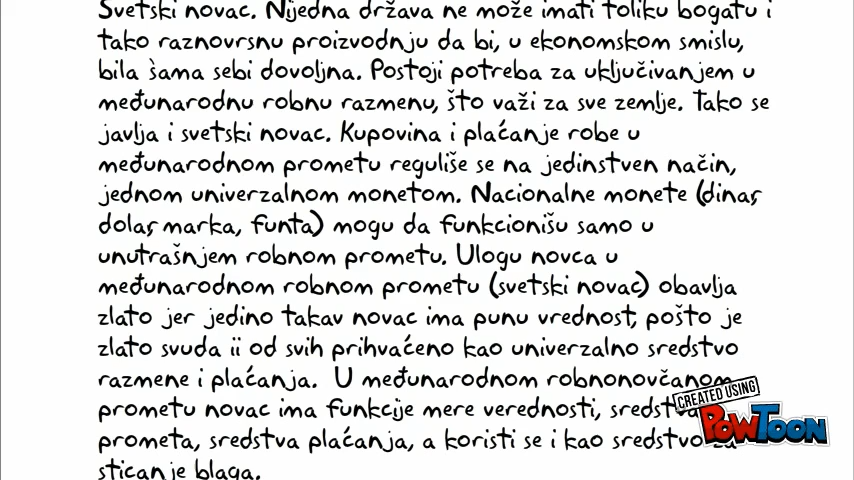 Svetski novac. Nijedna država ne može imati toliku bogatu i
tako raznovrsnu proizvodnju da bi, u ekonomskom smislu,
bila sama sebi dovoljna. Postoji potreba za uključivanjem u
međunarodnu robnu razmenu, što važi za sve zemlje. Tako se
javlja i svetski novac. Kupovina i plaćanje robe u
međunarodnom prometu reguliše se na jedinstven način,
jednom univerzalnom monetom. Nacionalne monete (dinar,
dolar, marka, funta) mogu da funkcionišu samo u
unutrašnjem robnom prometu. Ulogu novca u
međunarodnom robnom prometu (svetski novac) obavlja
zlato jer jedino takav novac ima punu vrednost, pošto je
zlato svuda ii od svih prihvaćeno kao univerzalno sredstvo
razmene i plaćanja. U međunarodnom robnonovčanom
prometu novac ima funkcije mere verednosti, sredstva
prometa, sredstva plaćanja, a koristi se i kao sredstvo za
sticanje blaga.
CREATED USING
POWTOON